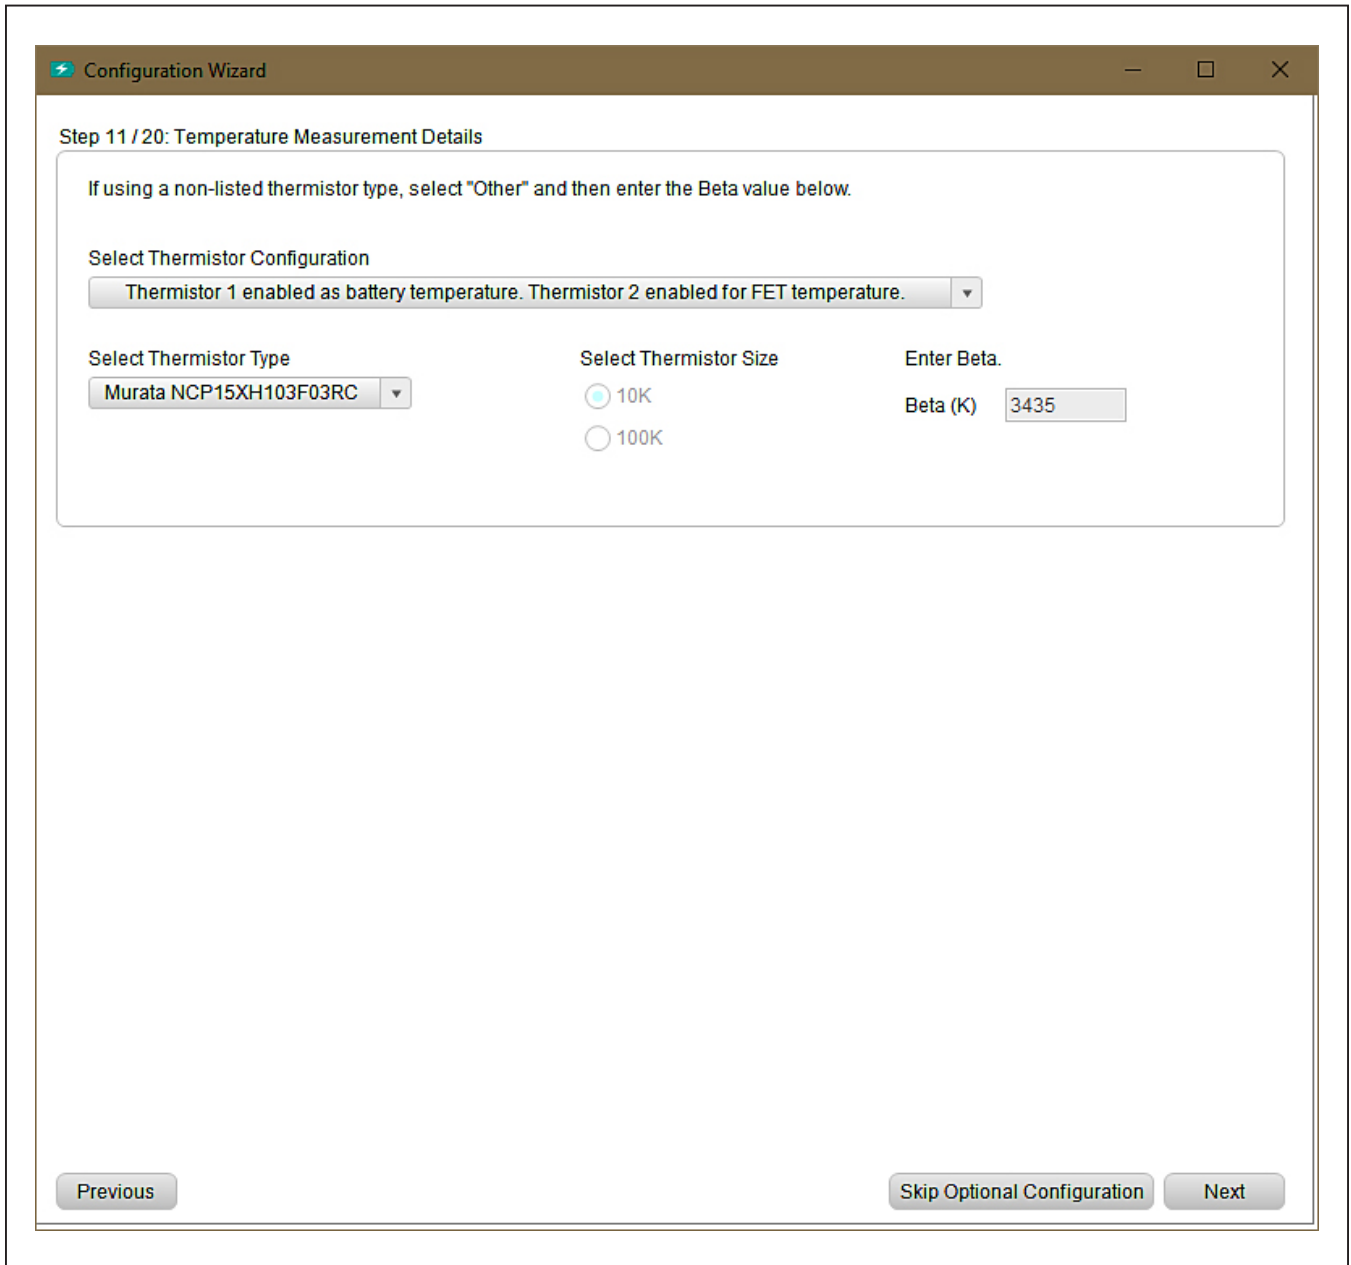 Configuration Wizard
Step 11 / 20: Temperature Measurement Details
If using a non-listed thermistor type, select "Other" and then enter the Beta value below.
Select Thermistor Configuration
Thermistor 1 enabled as battery temperature. Thermistor 2 enabled for FET temperature.
Select Thermistor Type
Murata NCP15XH103F03RC
Select Thermistor Size
10K
100K
Enter Beta.
Beta (K) 3435
Previous
Skip Optional Configuration
Next